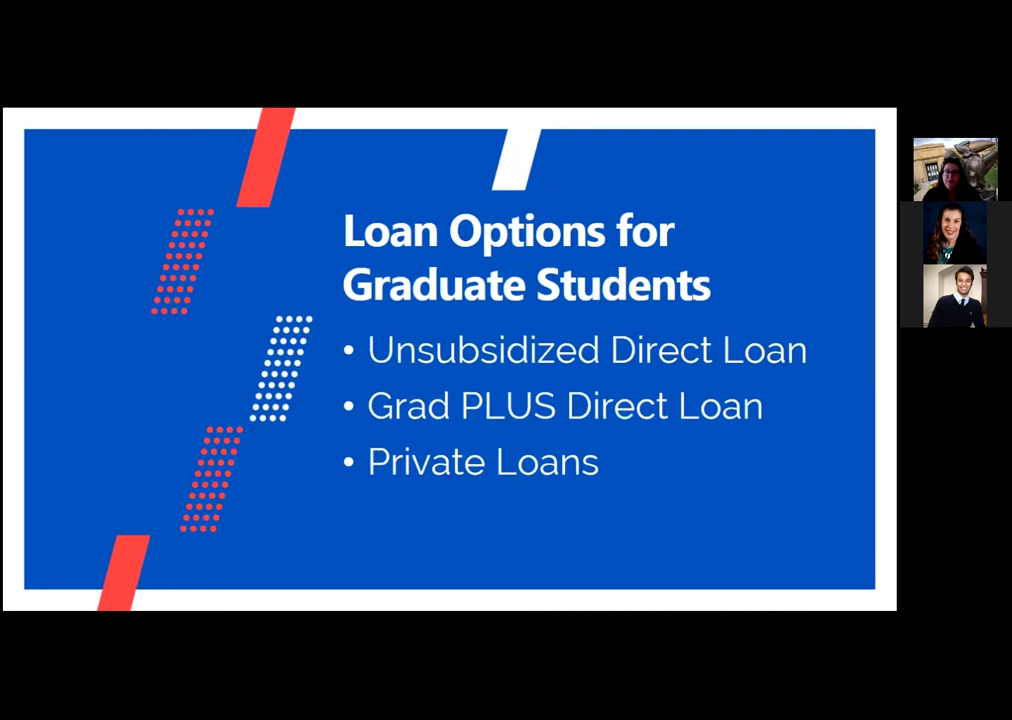 Loan Options for
Graduate Students
• Unsubsidized Direct Loan
• Grad PLUS Direct Loan
• Private Loans